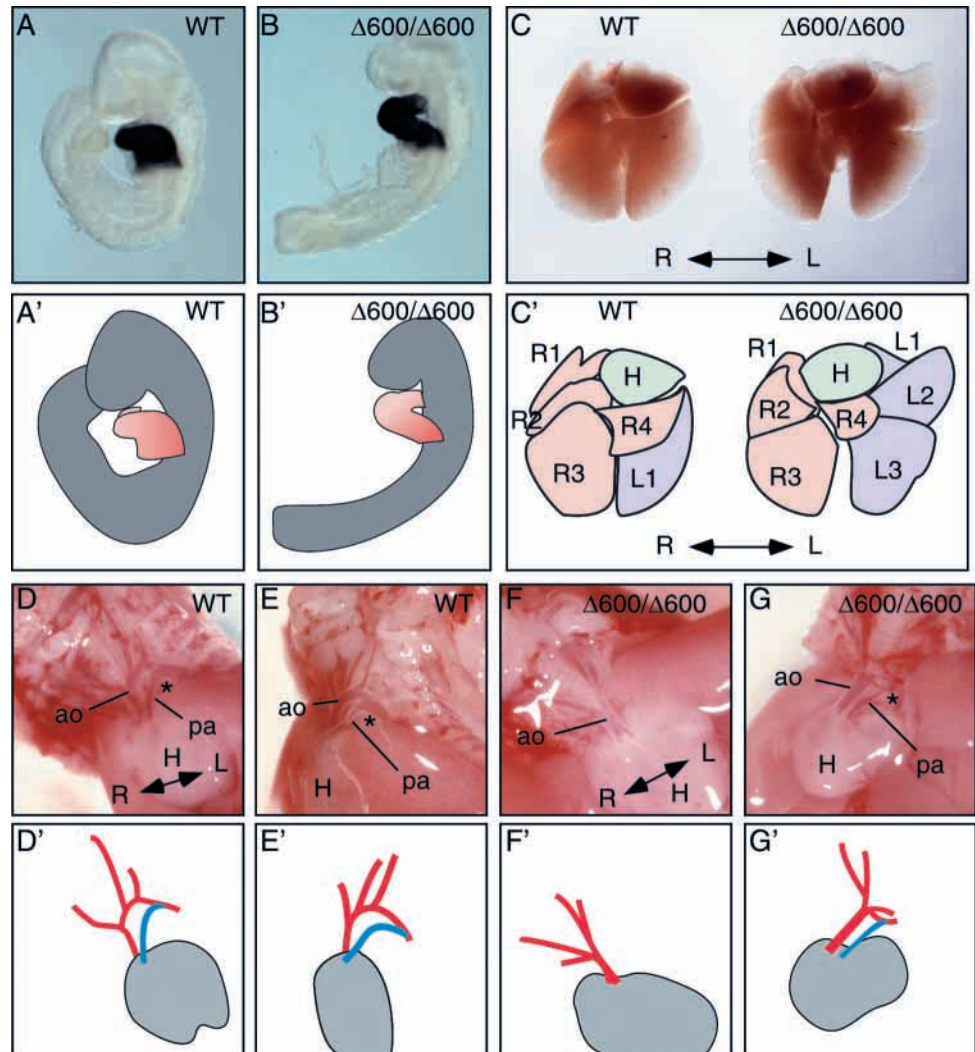 A WT
B Δ600/Δ600
C WT Δ600/Δ600
R L
A' WT
B' Δ600/Δ600
C' WT Δ600/Δ600
R1 H R2 R4 R3 L1
R1 H L1 L2 R2 R4 R3 L3
R L
D WT
ao * pa
H
R L
E WT
ao * pa
H
F Δ600/Δ600
ao
L
R H
G Δ600/Δ600
ao *
H pa
D'
E'
F'
G'